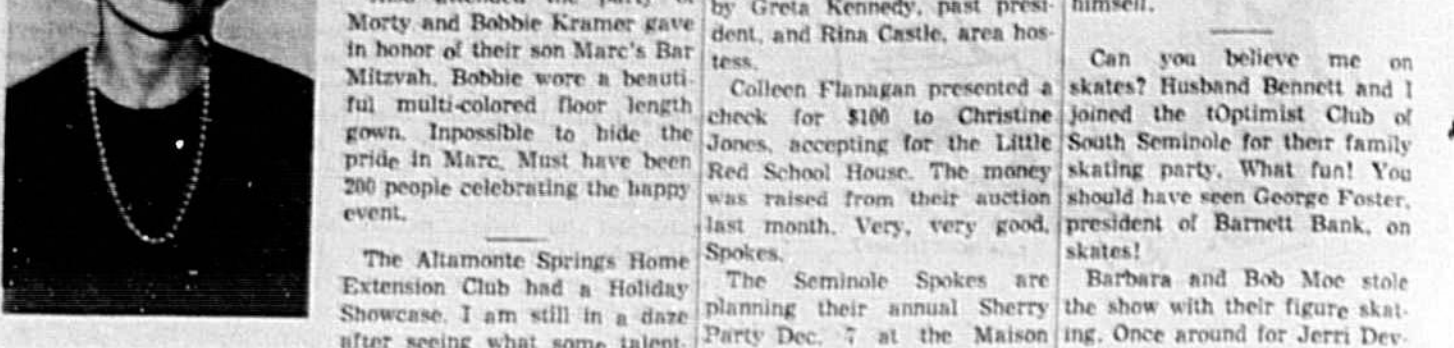 Morty and Bobbie Kramer gave
in honor of their son Marc's Bar
Mitzvah. Bobbie wore a beauti-
ful multi-colored floor length
gown. Inpossible to hide the
pride in Marc. Must have been
200 people celebrating the happy
event.
The Altamonte Springs Home
Extension Club had a Holiday
Showcase. I am still in a daze
after seeing what some talent-
by Greta Kennedy, past presi-
dent, and Rina Castle, area hos-
tess.
Colleen Flanagan presented a
check for $100 to Christine
Jones, accepting for the Little
Red School House. The money
was raised from their auction
last month. Very, very good,
Spokes.
The Seminole Spokes are
planning their annual Sherry
Party Dec. 7 at the Maison
himself.
Can you believe me on
skates? Husband Bennett and I
joined the tOptimist Club of
South Seminole for their family
skating party. What fun! You
should have seen George Foster,
president of Barnett Bank, on
skates!
Barbara and Bob Moe stole
the show with their figure skat-
ing. Once around for Jerri Dev-